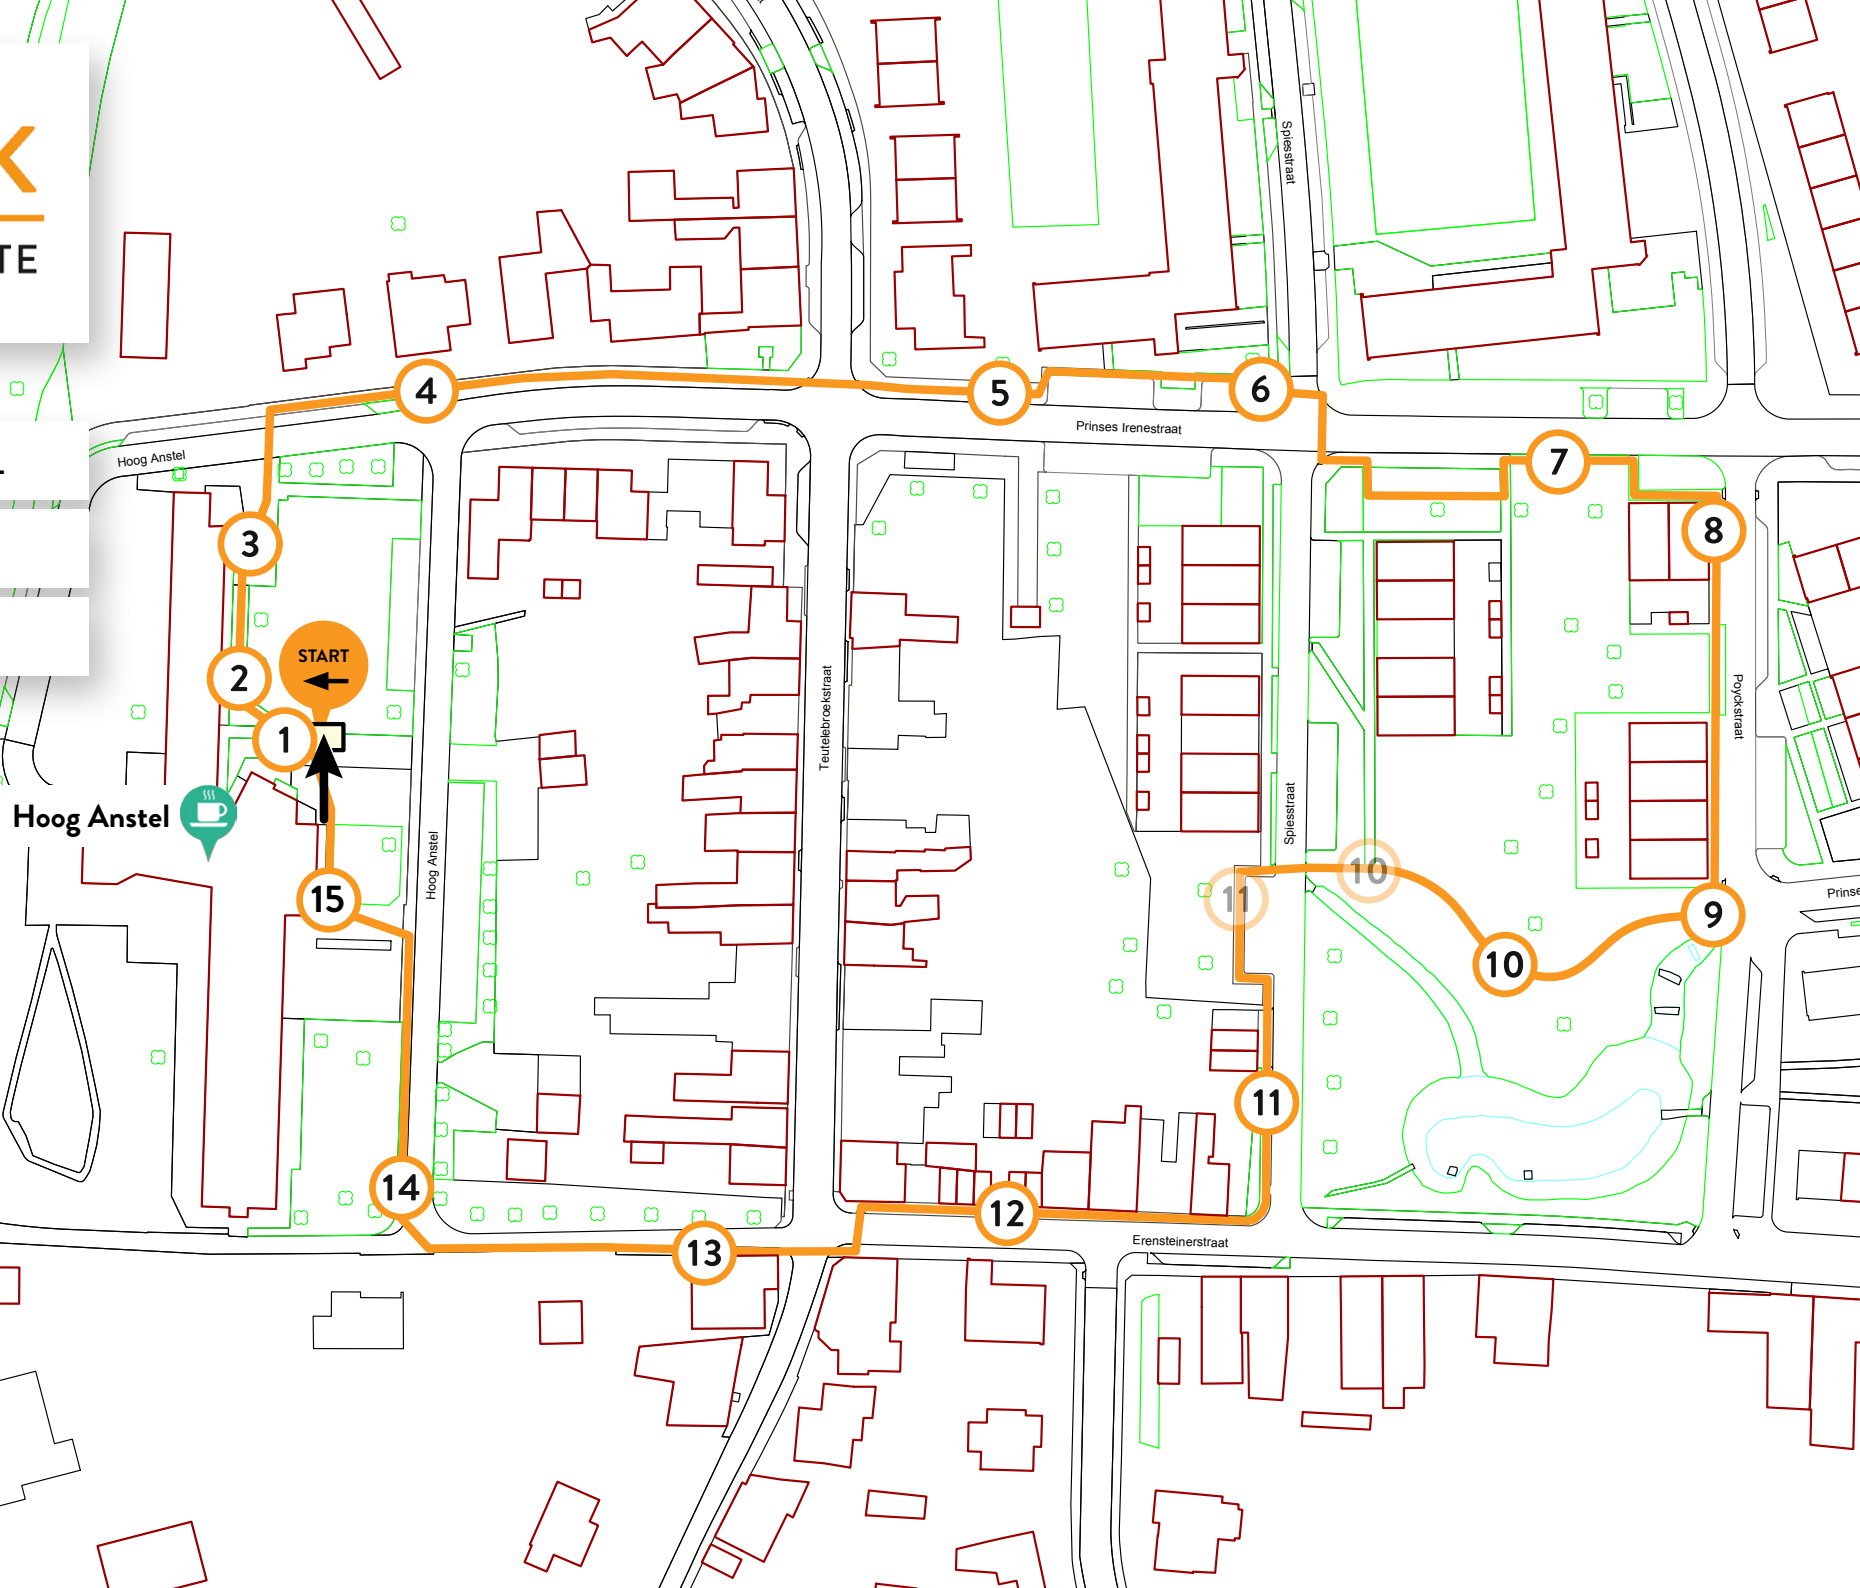 K
TE
Spiesstraat
4
5
6
Prinses Irenestraat
Hoog Anstel
7
3
8
START
2
1
Teutelebroekstraat
Poyckstraat
Hoog Anstel
Hoog Anstel
Spiesstraat
10
11
15
Prinse
9
10
11
14
12
13
Erensteinerstraat